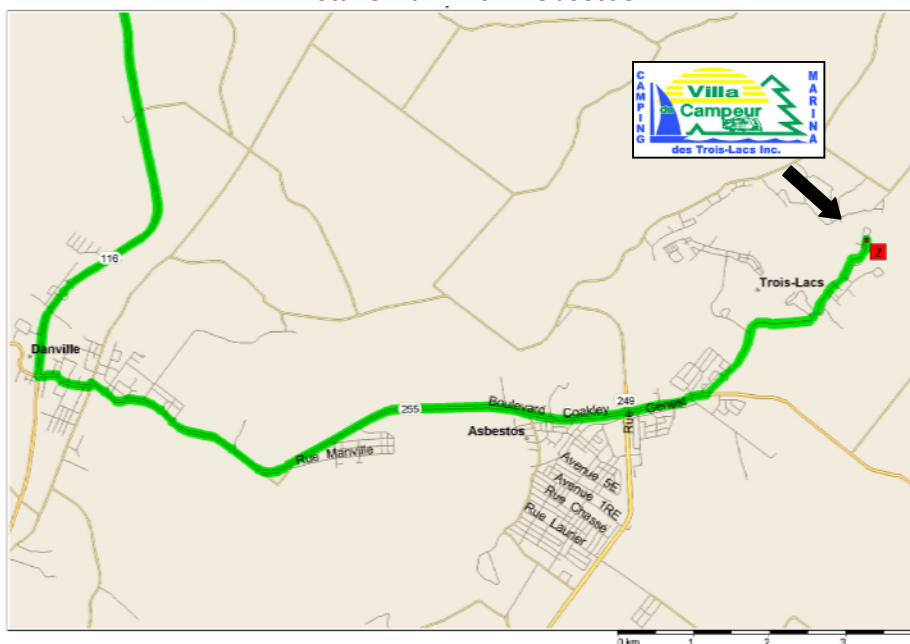 CAMPING
Villa
du
Campeur
MARINA
des Trois-Lacs Inc.
116
2
Trois-Lacs
Danville
255
Boulevard Coakley
249
Rue Genest
Asbestos
Rue Manville
Avenue 5E
Avenue 1RE
Rue Chassé
Rue Laurier
0 km 1 2 3